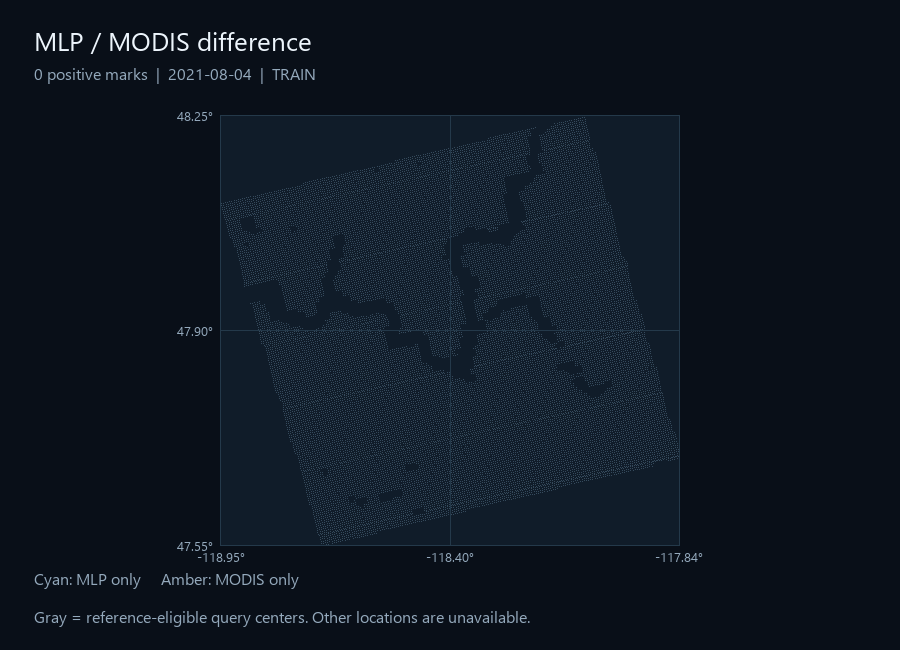 MLP / MODIS difference
0 positive marks | 2021-08-04 | TRAIN
48.25°
47.90°
47.55°
-118.95°
-118.40°
-117.84°
Cyan: MLP only Amber: MODIS only
Gray = reference-eligible query centers. Other locations are unavailable.